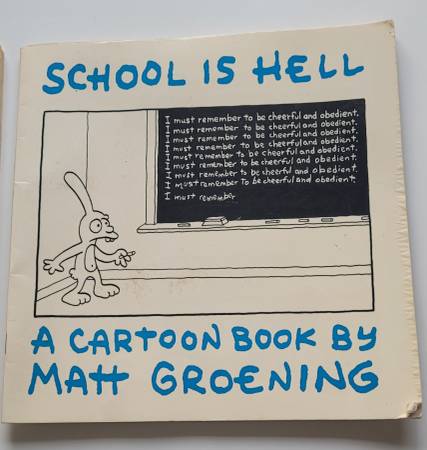 SCHOOL IS HELL
I must remember to be cheerful and obedient.
I must remember to be cheerful and obedient.
I must remember to be cheerful and obedient.
I must remember to be cheerful and obedient.
I must remember to be cheerful and obedient.
I must remember to be cheerful and obedient.
I must remember to be cheerful and obedient.
I must remember to be cheerful and obedient.
I must remember
A CARTOON BOOK BY
MATT GROENING